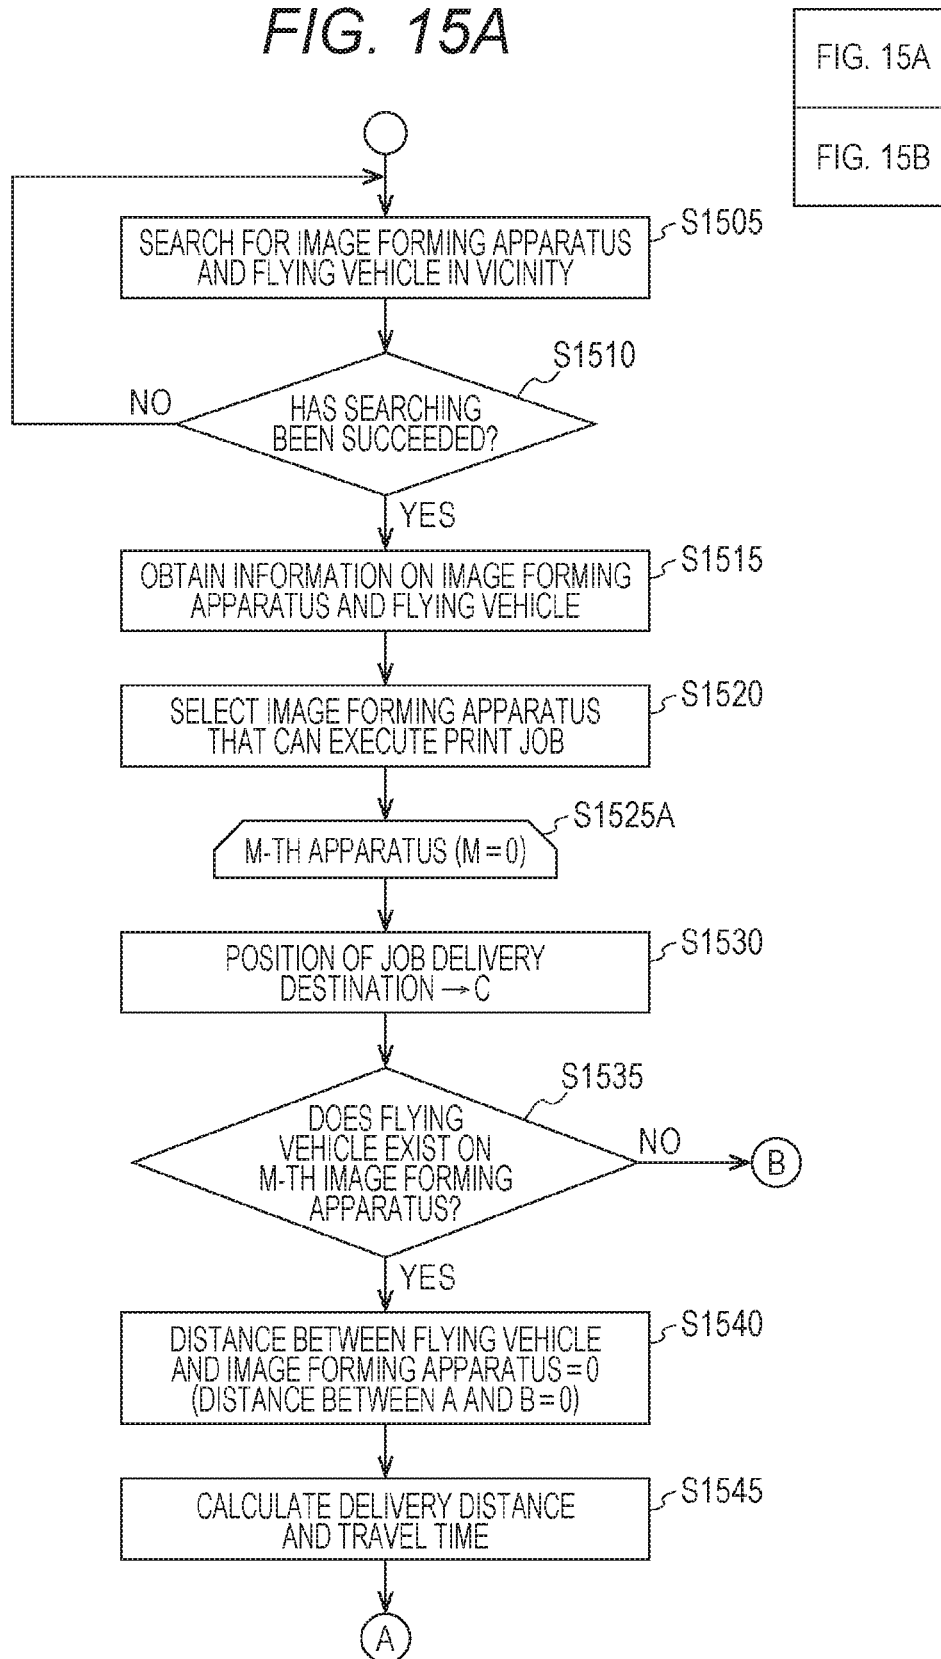 FIG. 15A
FIG. 15A
FIG. 15B
S1505
SEARCH FOR IMAGE FORMING APPARATUS
AND FLYING VEHICLE IN VICINITY
S1510
NO
HAS SEARCHING
BEEN SUCCEEDED?
YES
S1515
OBTAIN INFORMATION ON IMAGE FORMING
APPARATUS AND FLYING VEHICLE
S1520
SELECT IMAGE FORMING APPARATUS
THAT CAN EXECUTE PRINT JOB
S1525A
M-TH APPARATUS (M = 0)
S1530
POSITION OF JOB DELIVERY
DESTINATION → C
S1535
DOES FLYING
VEHICLE EXIST ON
M-TH IMAGE FORMING
APPARATUS?
NO
B
YES
S1540
DISTANCE BETWEEN FLYING VEHICLE
AND IMAGE FORMING APPARATUS = 0
(DISTANCE BETWEEN A AND B = 0)
S1545
CALCULATE DELIVERY DISTANCE
AND TRAVEL TIME
A